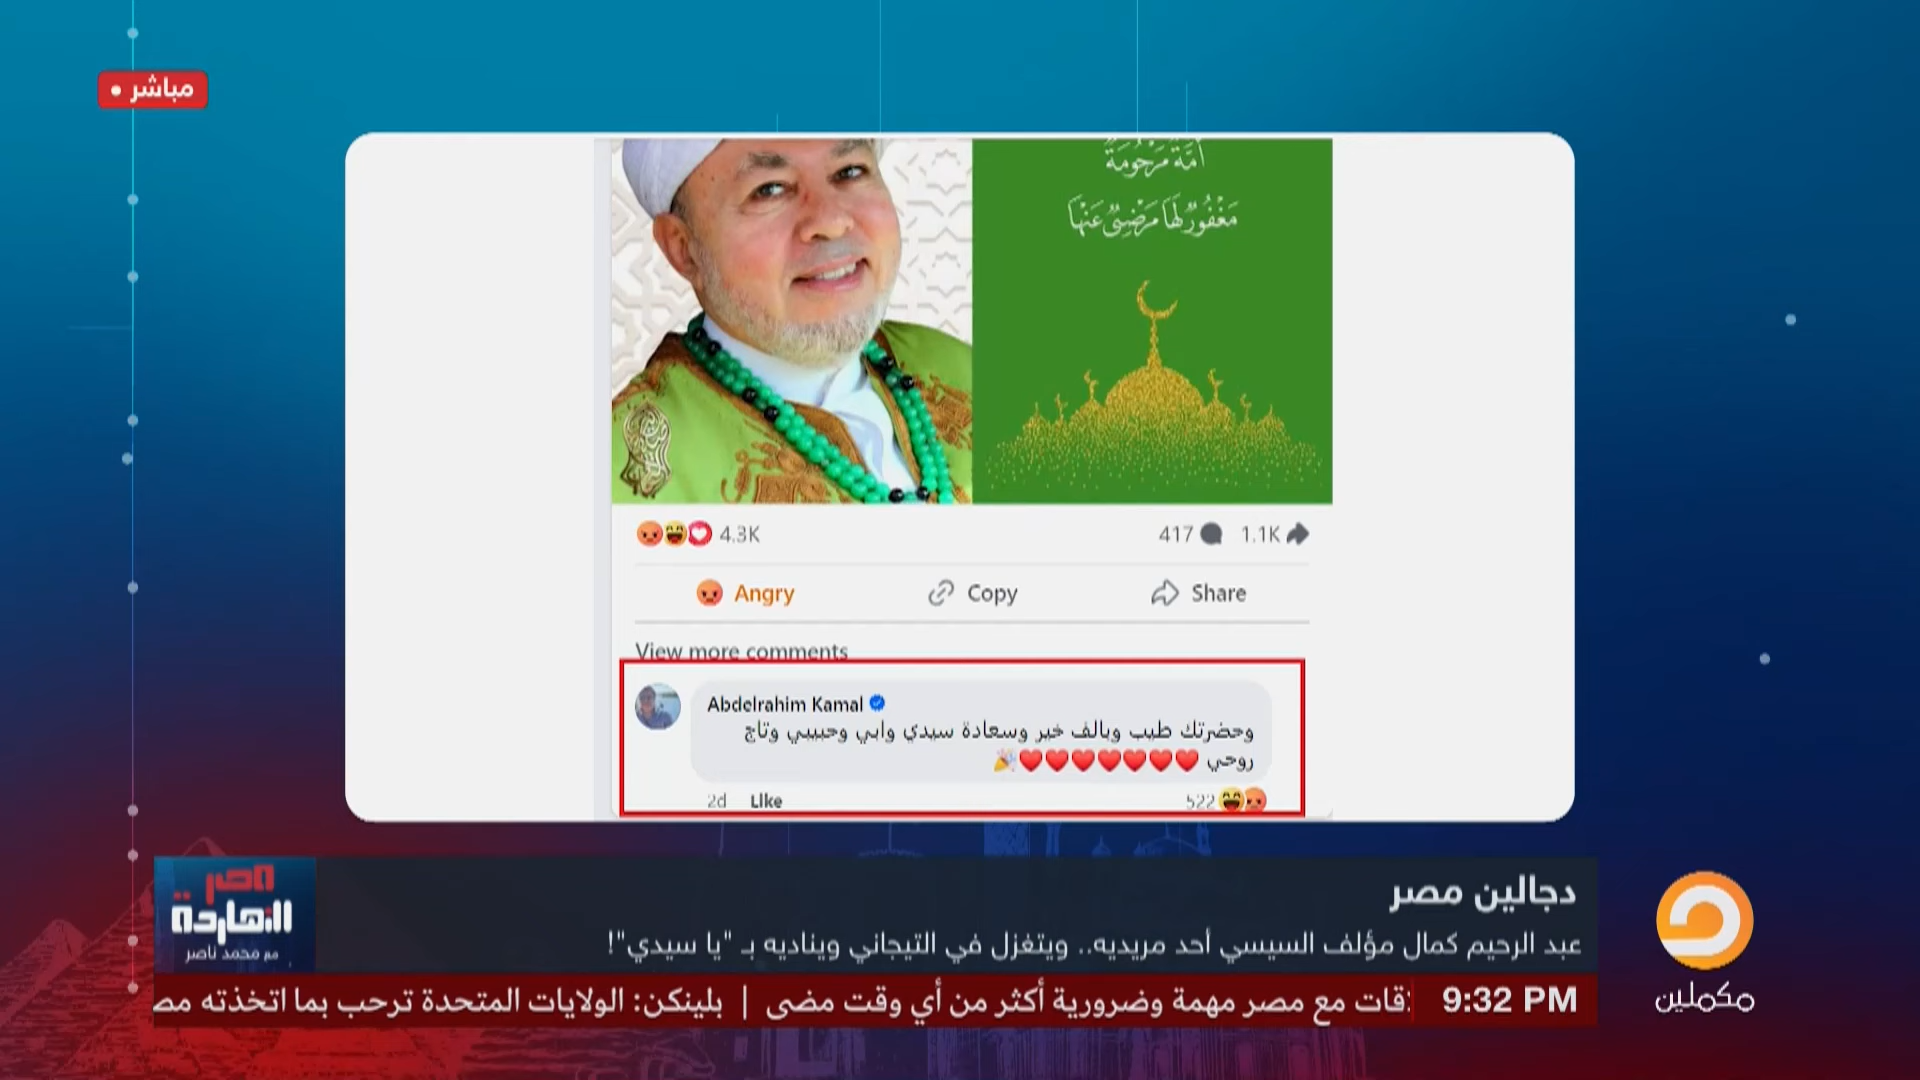 مباشر
أمة مرحومة
مغفور لها مرضي عنها
4.3K
417
1.1K
Angry
Copy
Share
View more comments
Abdelrahim Kamal
وحضرتك طيب وبالف خير وسعادة سيدي وابي وحبيبي وتاج
روحي ❤️❤️❤️❤️❤️❤️❤️🎉
2d Like 522
مصر
النهاردة
مع محمد ناصر
دجالين مصر
عبد الرحيم كمال مؤلف السيسي أحد مريديه.. ويتغزل في التيجاني ويناديه بـ "يا سيدي"!
مكملين
9:32 PM
مع مصر مهمة وضرورية أكثر من أي وقت مضى | بلينكن: الولايات المتحدة ترحب بما اتخذته